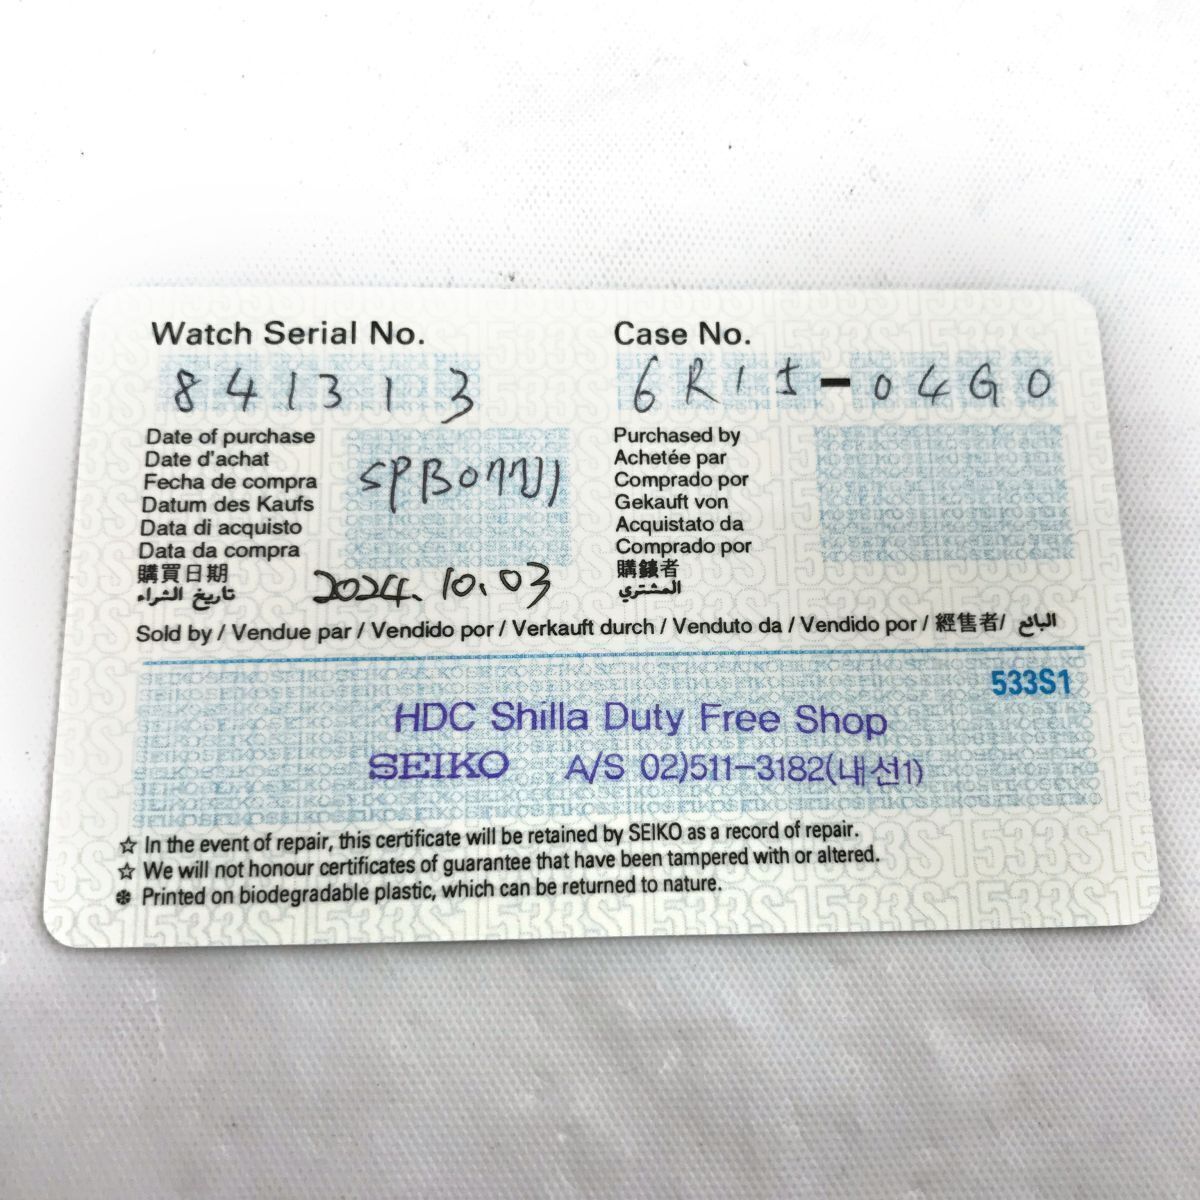 Watch Serial No.
841313
Case No.
6R15-04G0
Date of purchase
Date d'achat
Fecha de compra
Datum des Kaufs
Data di acquisto
Data da compra
購買日期
تاريخ الشراء
SPB077J1
2024.10.03
Purchased by
Achetée par
Comprado por
Gekauft von
Acquistato da
Comprado por
購錶者
المشتري
Sold by / Vendue par / Vendido por / Verkauft durch / Venduto da / Vendido por / 經售者/ البائع
533S1
HDC Shilla Duty Free Shop
SEIKO A/S 02)511-3182(내선1)
☆ In the event of repair, this certificate will be retained by SEIKO as a record of repair.
☆ We will not honour certificates of guarantee that have been tampered with or altered.
❄ Printed on biodegradable plastic, which can be returned to nature.